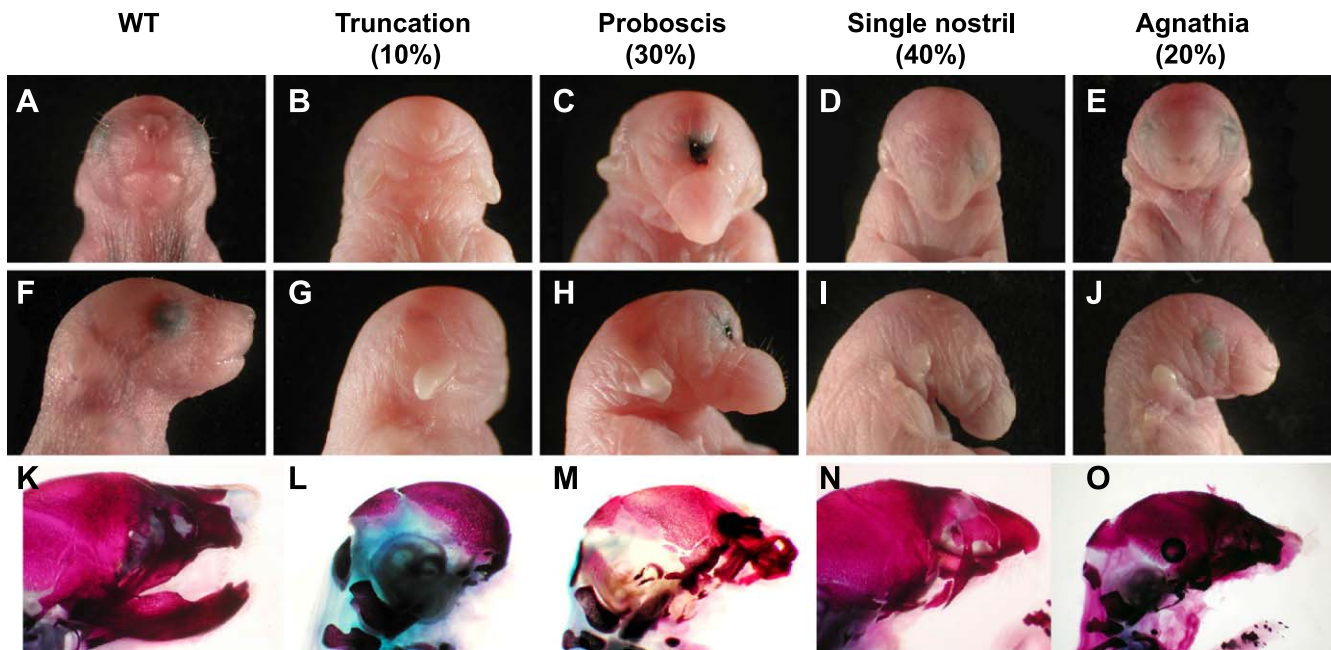 WT Truncation Proboscis Single nostril Agnathia
(10%) (30%) (40%) (20%)
A B C D E
F G H I J
K L M N O